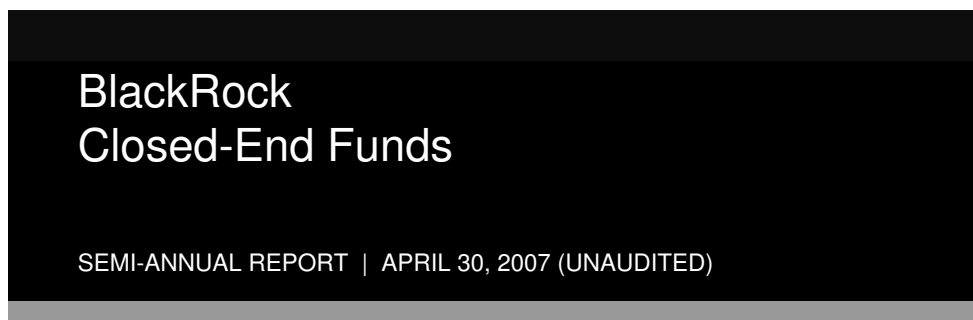 BlackRock
Closed-End Funds
SEMI-ANNUAL REPORT | APRIL 30, 2007 (UNAUDITED)